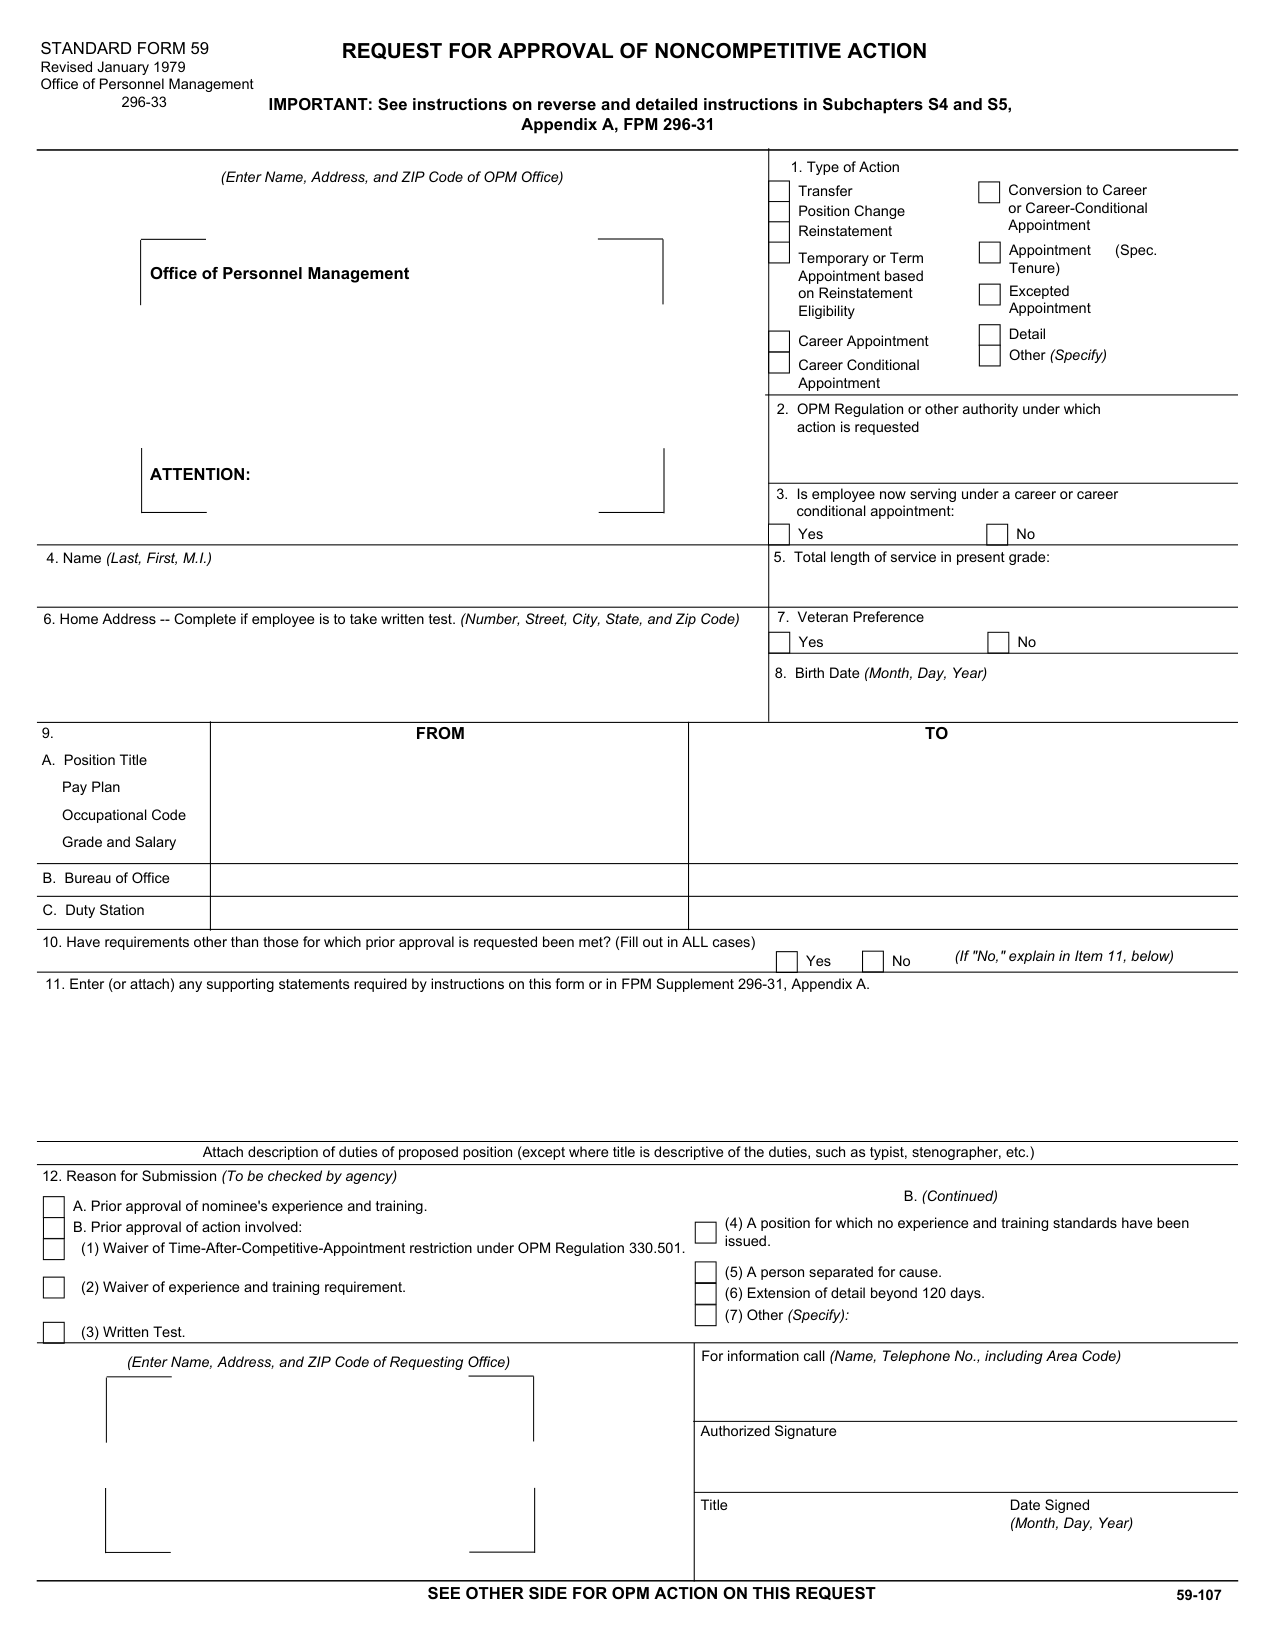 STANDARD FORM 59
Revised January 1979
Office of Personnel Management
296-33
REQUEST FOR APPROVAL OF NONCOMPETITIVE ACTION
IMPORTANT: See instructions on reverse and detailed instructions in Subchapters S4 and S5,
Appendix A, FPM 296-31
(Enter Name, Address, and ZIP Code of OPM Office)
Office of Personnel Management
ATTENTION:
1. Type of Action
Transfer
Position Change
Reinstatement
Temporary or Term
Appointment based
on Reinstatement
Eligibility
Career Appointment
Career Conditional
Appointment
Conversion to Career
or Career-Conditional
Appointment
Appointment (Spec.
Tenure)
Excepted
Appointment
Detail
Other (Specify)
2. OPM Regulation or other authority under which
action is requested
3. Is employee now serving under a career or career
conditional appointment:
Yes No
4. Name (Last, First, M.I.)
5. Total length of service in present grade:
6. Home Address -- Complete if employee is to take written test. (Number, Street, City, State, and Zip Code)
7. Veteran Preference
Yes No
8. Birth Date (Month, Day, Year)
9. FROM TO
A. Position Title
Pay Plan
Occupational Code
Grade and Salary
B. Bureau of Office
C. Duty Station
10. Have requirements other than those for which prior approval is requested been met? (Fill out in ALL cases)
Yes No (If "No," explain in Item 11, below)
11. Enter (or attach) any supporting statements required by instructions on this form or in FPM Supplement 296-31, Appendix A.
Attach description of duties of proposed position (except where title is descriptive of the duties, such as typist, stenographer, etc.)
12. Reason for Submission (To be checked by agency)
A. Prior approval of nominee's experience and training.
B. Prior approval of action involved:
(1) Waiver of Time-After-Competitive-Appointment restriction under OPM Regulation 330.501.
(2) Waiver of experience and training requirement.
(3) Written Test.
B. (Continued)
(4) A position for which no experience and training standards have been
issued.
(5) A person separated for cause.
(6) Extension of detail beyond 120 days.
(7) Other (Specify):
(Enter Name, Address, and ZIP Code of Requesting Office)
For information call (Name, Telephone No., including Area Code)
Authorized Signature
Title Date Signed
(Month, Day, Year)
SEE OTHER SIDE FOR OPM ACTION ON THIS REQUEST
59-107